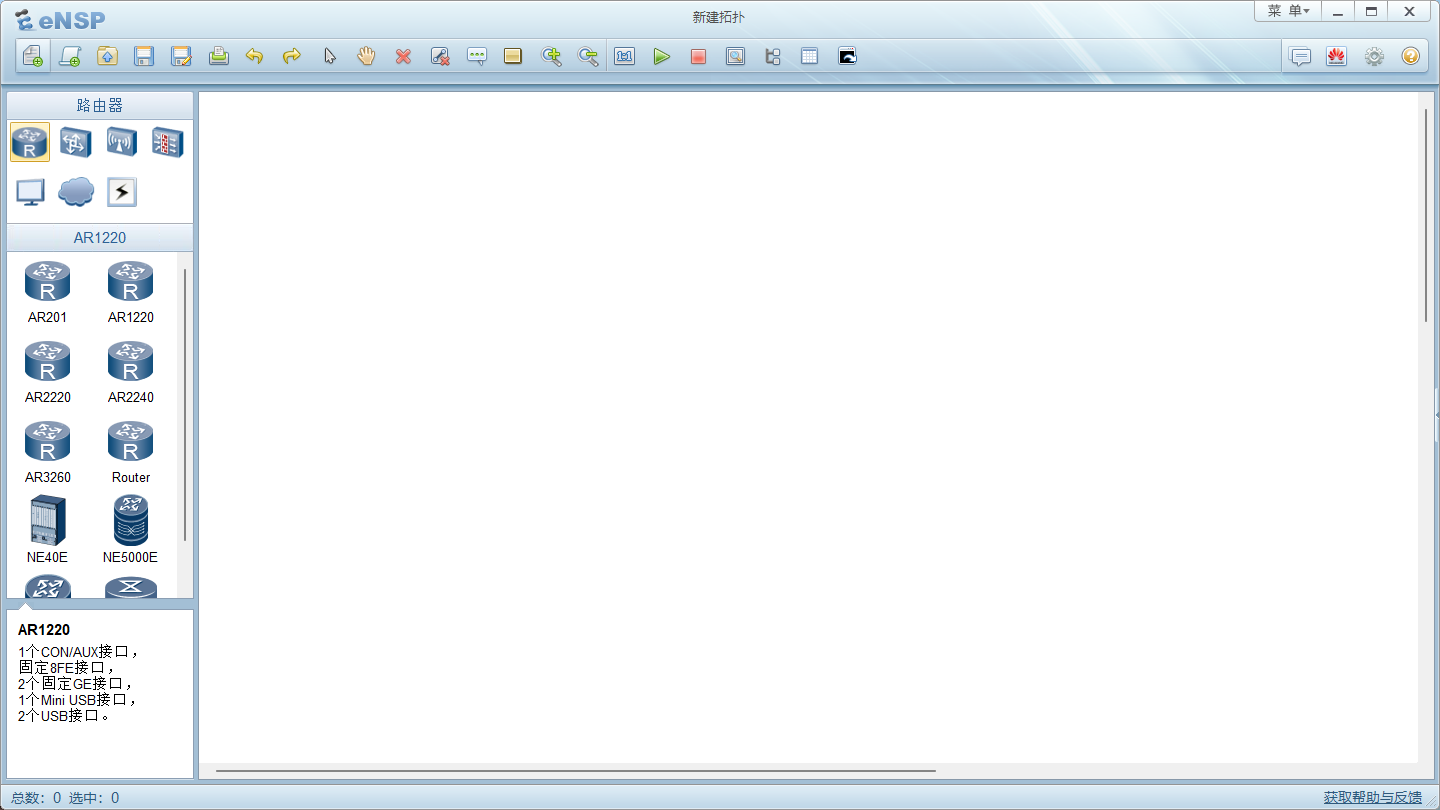 eNSP
新建拓扑
菜 单
1:1
路由器
R
AR1220
R R
AR201 AR1220
R R
AR2220 AR2240
R R
AR3260 Router
NE40E NE5000E
AR1220
1个CON/AUX接口，
固定8FE接口，
2个固定GE接口，
1个Mini USB接口，
2个USB接口。
总数：0 选中：0
获取帮助与反馈